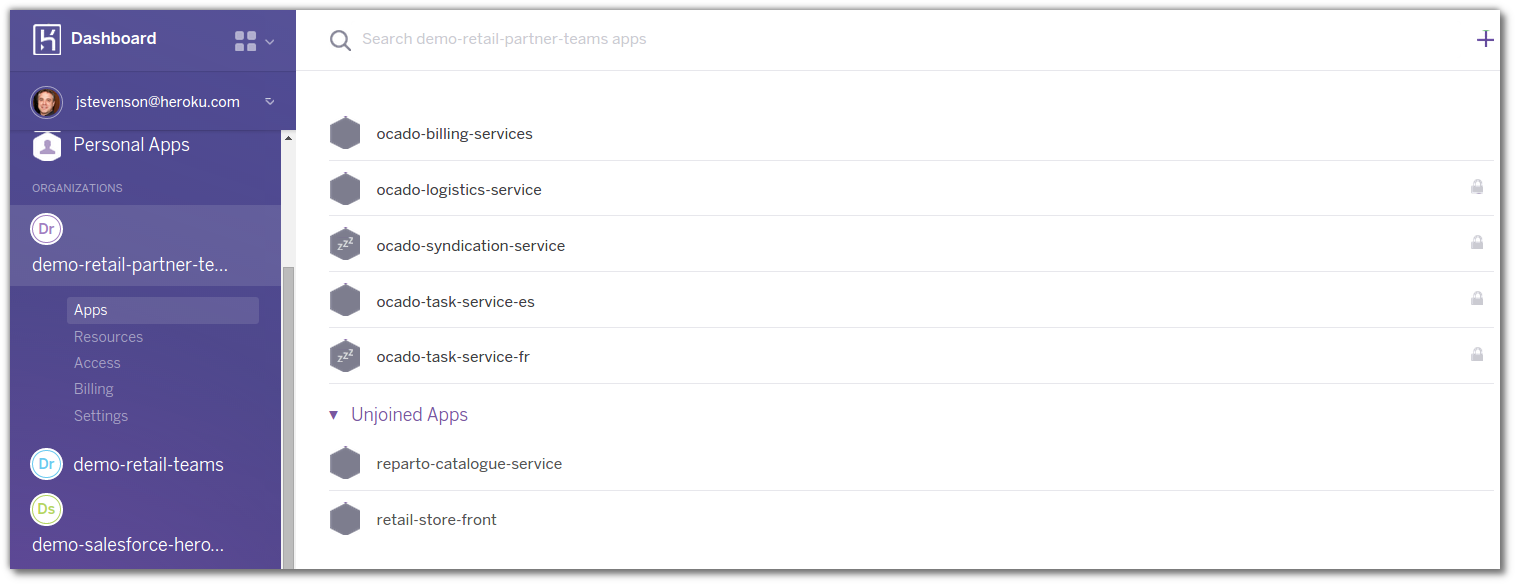 Dashboard
Search demo-retail-partner-teams apps
jstevenson@heroku.com
Personal Apps
ORGANIZATIONS
Dr
demo-retail-partner-te...
Apps
Resources
Access
Billing
Settings
Dr demo-retail-teams
Ds
demo-salesforce-hero...
ocado-billing-services
ocado-logistics-service
zzz ocado-syndication-service
ocado-task-service-es
zzz ocado-task-service-fr
Unjoined Apps
reparto-catalogue-service
retail-store-front